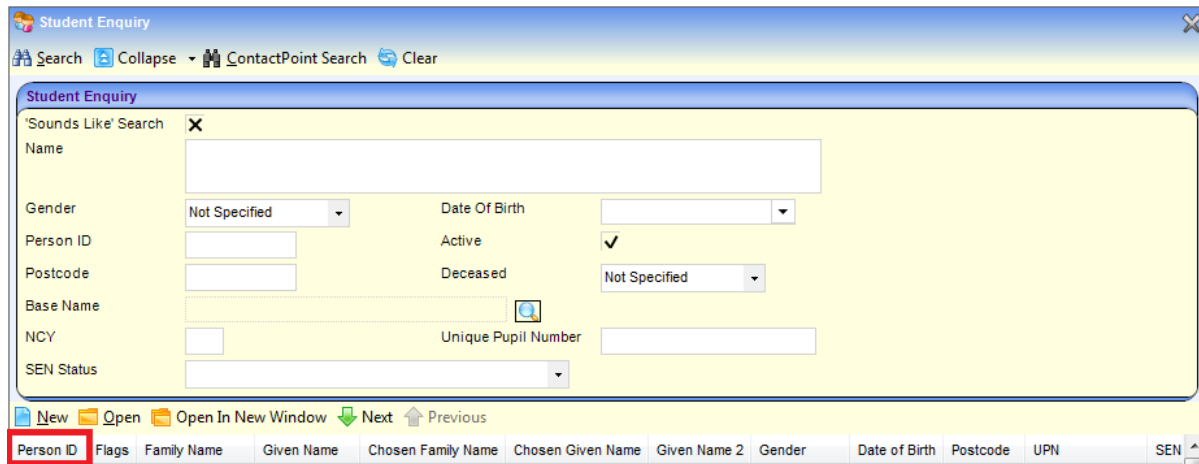 Student Enquiry
Search Collapse ContactPoint Search Clear
Student Enquiry
'Sounds Like' Search
Name
Gender Not Specified Date Of Birth
Person ID Active
Postcode Deceased Not Specified
Base Name
NCY Unique Pupil Number
SEN Status
New Open Open In New Window Next Previous
Person ID Flags Family Name Given Name Chosen Family Name Chosen Given Name Given Name 2 Gender Date of Birth Postcode UPN SEN